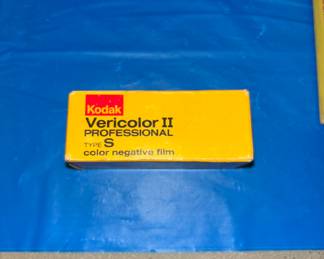 Kodak
Vericolor II
PROFESSIONAL
TYPE S
color negative film